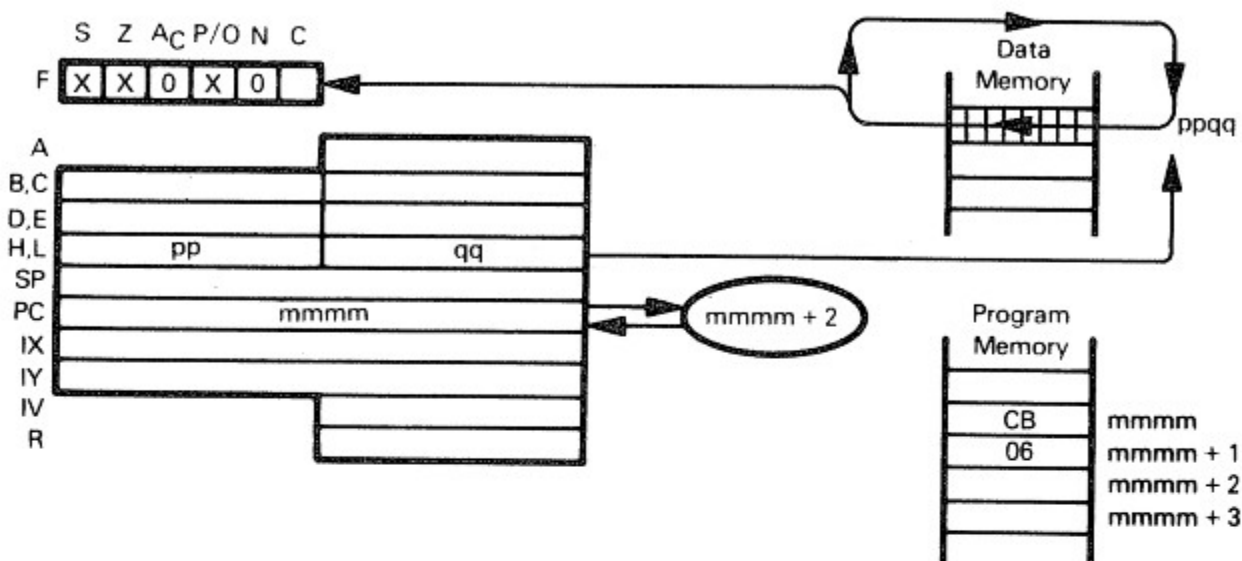 S Z AC P/O N C
F X X 0 X 0
Data
Memory
ppqq
A
B,C
D,E
H,L pp qq
SP
PC mmmm mmmm + 2
IX
IY
IV
R
Program
Memory
CB mmmm
06 mmmm + 1
mmmm + 2
mmmm + 3